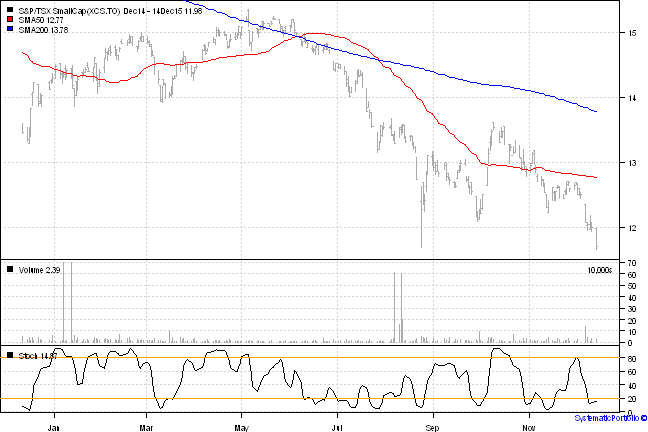 S&P/TSX SmallCap(XCS.TO) Dec14 - 14Dec15 11.98
SMA50 12.77
SMA200 13.78
15
14
13
12
Volume 2.39
10,000s
70
60
50
40
30
20
10
0
Stoch 14.87
80
60
40
20
0
Jan Mar May Jul Sep Nov
SystematicPortfolio ©